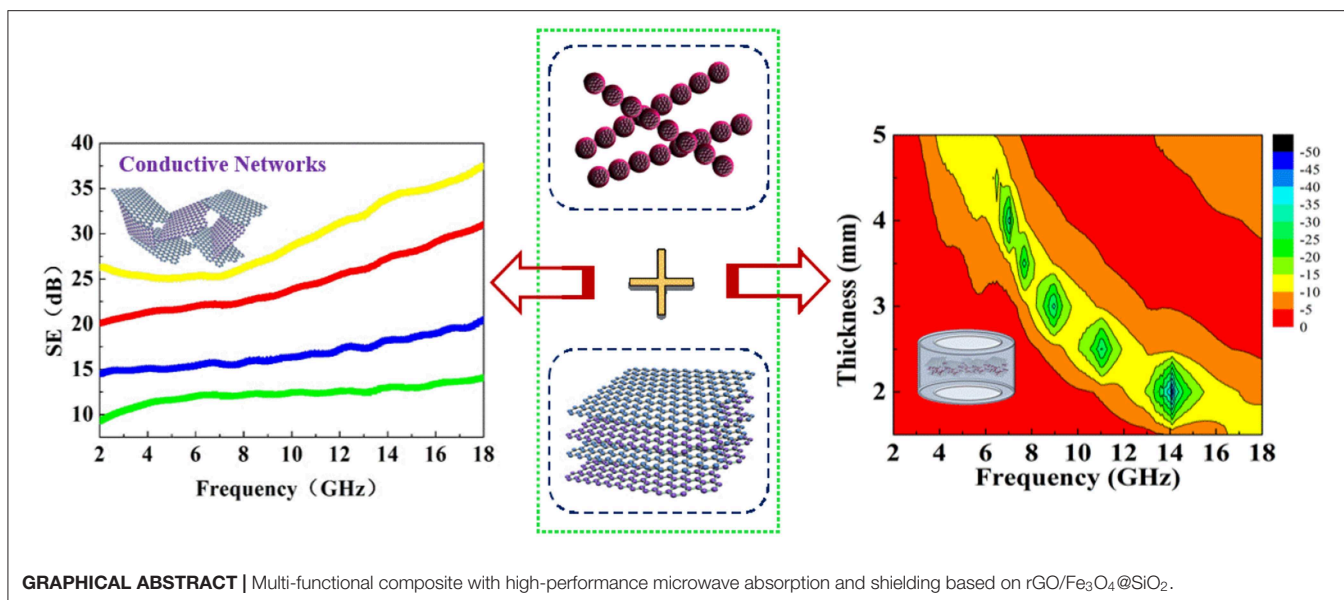 40
35
30
25
20
15
10
SE (dB)
Conductive Networks
2 4 6 8 10 12 14 16 18
Frequency（GHz）
5
4
3
2
Thickness (mm)
2 4 6 8 10 12 14 16 18
Frequency (GHz)
-50
-45
-40
-35
-30
-25
-20
-15
-10
-5
0
GRAPHICAL ABSTRACT | Multi-functional composite with high-performance microwave absorption and shielding based on rGO/Fe₃O₄@SiO₂.